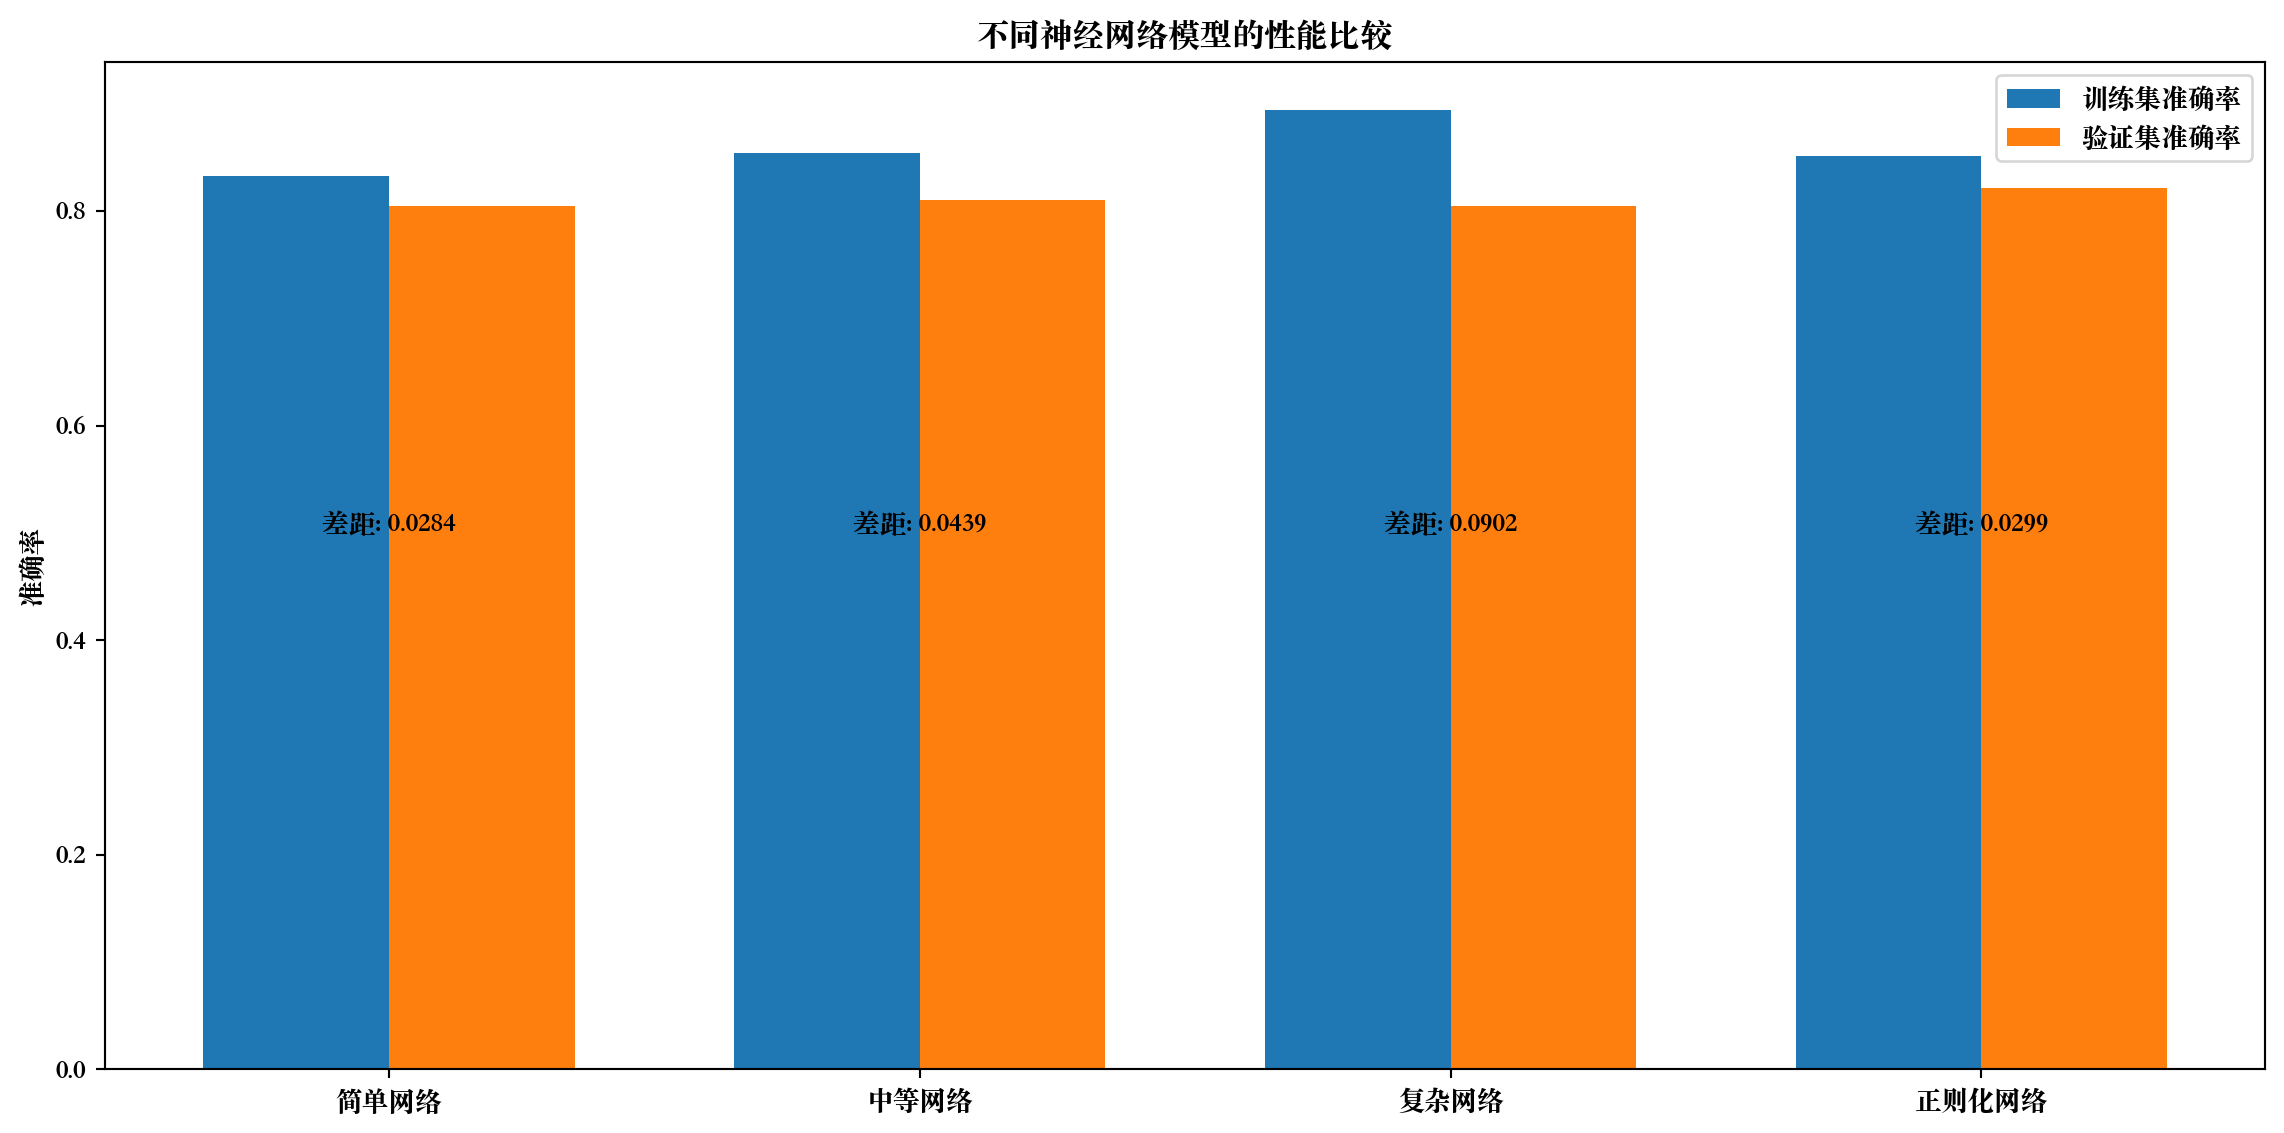 不同神经网络模型的性能比较
训练集准确率
验证集准确率
准确率
0.8
0.6
0.4
0.2
0.0
差距: 0.0284
差距: 0.0439
差距: 0.0902
差距: 0.0299
简单网络
中等网络
复杂网络
正则化网络